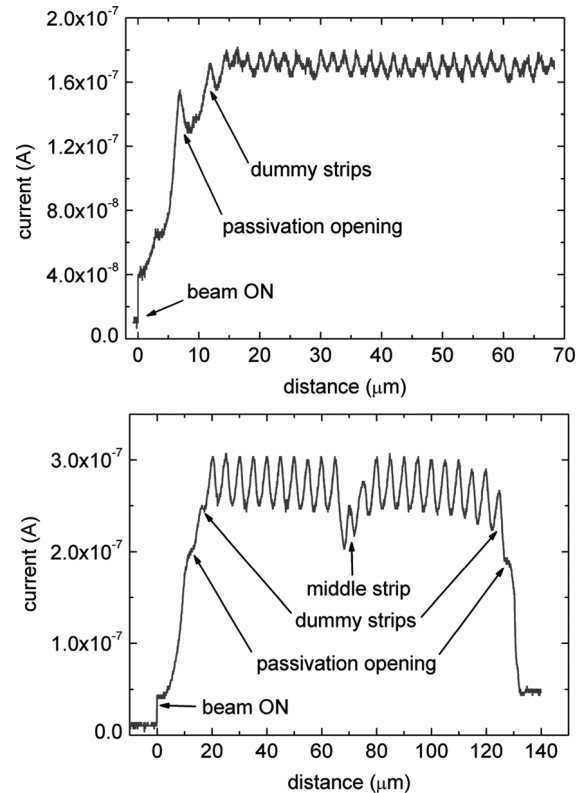 2.0x10⁻⁷
1.6x10⁻⁷
1.2x10⁻⁷
8.0x10⁻⁸
4.0x10⁻⁸
0.0
current (A)
dummy strips
passivation opening
beam ON
0 10 20 30 40 50 60 70
distance (μm)
3.0x10⁻⁷
2.0x10⁻⁷
1.0x10⁻⁷
0.0
current (A)
middle strip
dummy strips
passivation opening
beam ON
0 20 40 60 80 100 120 140
distance (μm)